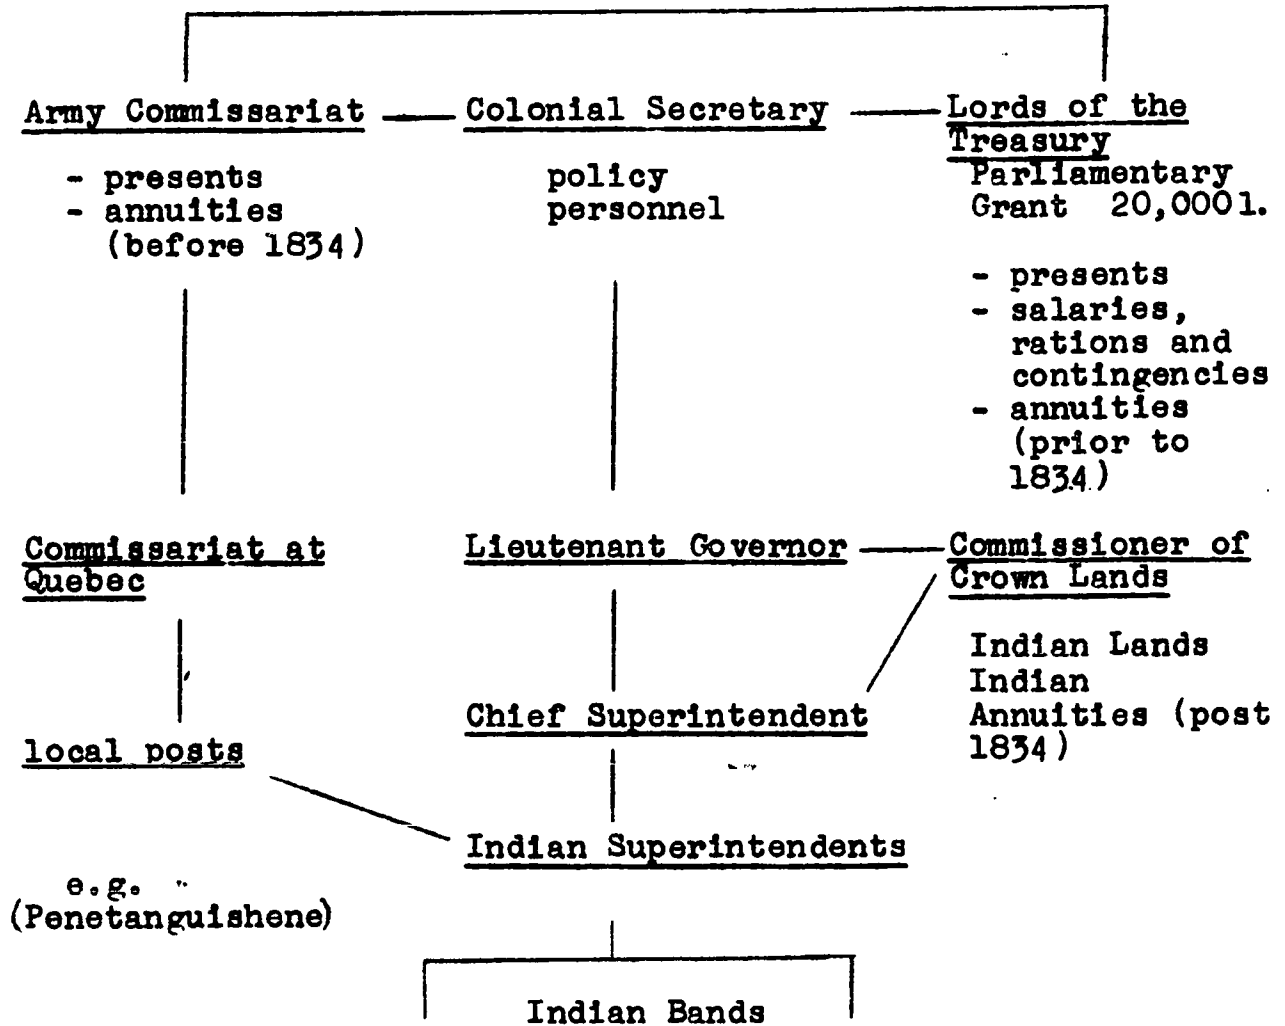 Army Commissariat
- presents
- annuities
(before 1834)
Colonial Secretary
policy
personnel
Lords of the
Treasury
Parliamentary
Grant 20,000l.
- presents
- salaries,
rations and
contingencies
- annuities
(prior to
1834)
Commissariat at
Quebec
Lieutenant Governor
Commissioner of
Crown Lands
Indian Lands
Indian
Annuities (post
1834)
Chief Superintendent
local posts
Indian Superintendents
e.g.
(Penetanguishene)
Indian Bands